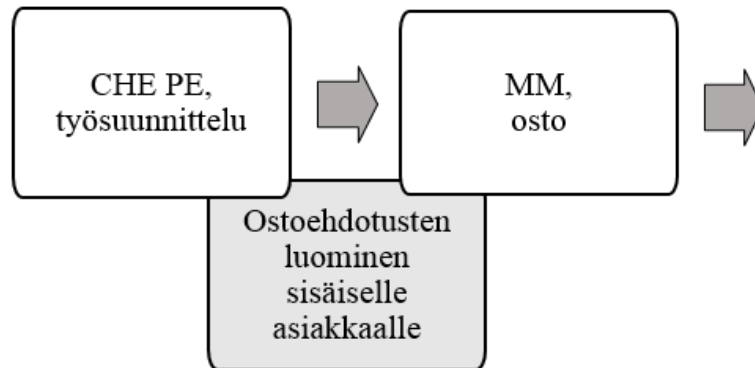 CHE PE,
työsuunnittelu
MM,
osto
Ostoehdotusten
luominen
sisäiselle
asiakkaalle